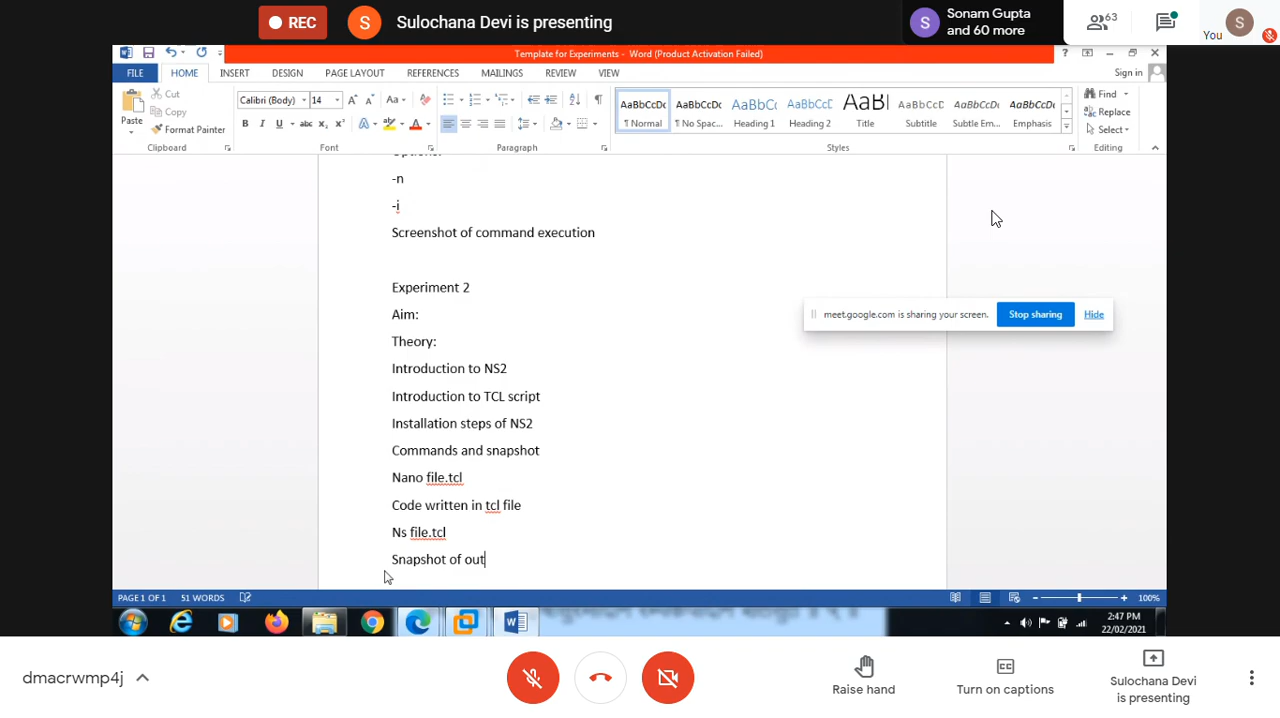 REC
S
Sulochana Devi is presenting
S
Sonam Gupta
and 60 more
63
S
You
Template for Experiments - Word (Product Activation Failed)
FILE
HOME
INSERT
DESIGN
PAGE LAYOUT
REFERENCES
MAILINGS
REVIEW
VIEW
Sign in
Paste
Cut
Copy
Format Painter
Clipboard
Calibri (Body)
14
Font
Paragraph
AaBbCcDc
¶ Normal
AaBbCcDc
¶ No Spac...
AaBbCc
Heading 1
AaBbCcC
Heading 2
AaBl
Title
AaBbCcD
Subtitle
AaBbCcDc
Subtle Em...
AaBbCcDc
Emphasis
Styles
Find
Replace
Select
Editing
-n
-i
Screenshot of command execution
Experiment 2
Aim:
Theory:
Introduction to NS2
Introduction to TCL script
Installation steps of NS2
Commands and snapshot
Nano file.tcl
Code written in tcl file
Ns file.tcl
Snapshot of out
meet.google.com is sharing your screen.
Stop sharing
Hide
PAGE 1 OF 1
51 WORDS
100%
2:47 PM
22/02/2021
dmacrwmp4j
Raise hand
Turn on captions
Sulochana Devi
is presenting